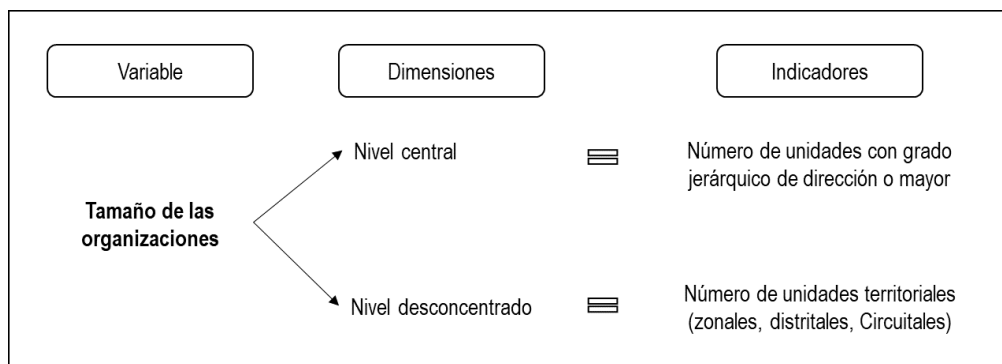 Variable
Dimensiones
Indicadores
Nivel central
Número de unidades con grado
jerárquico de dirección o mayor
Tamaño de las
organizaciones
Nivel desconcentrado
Número de unidades territoriales
(zonales, distritales, Circuitales)